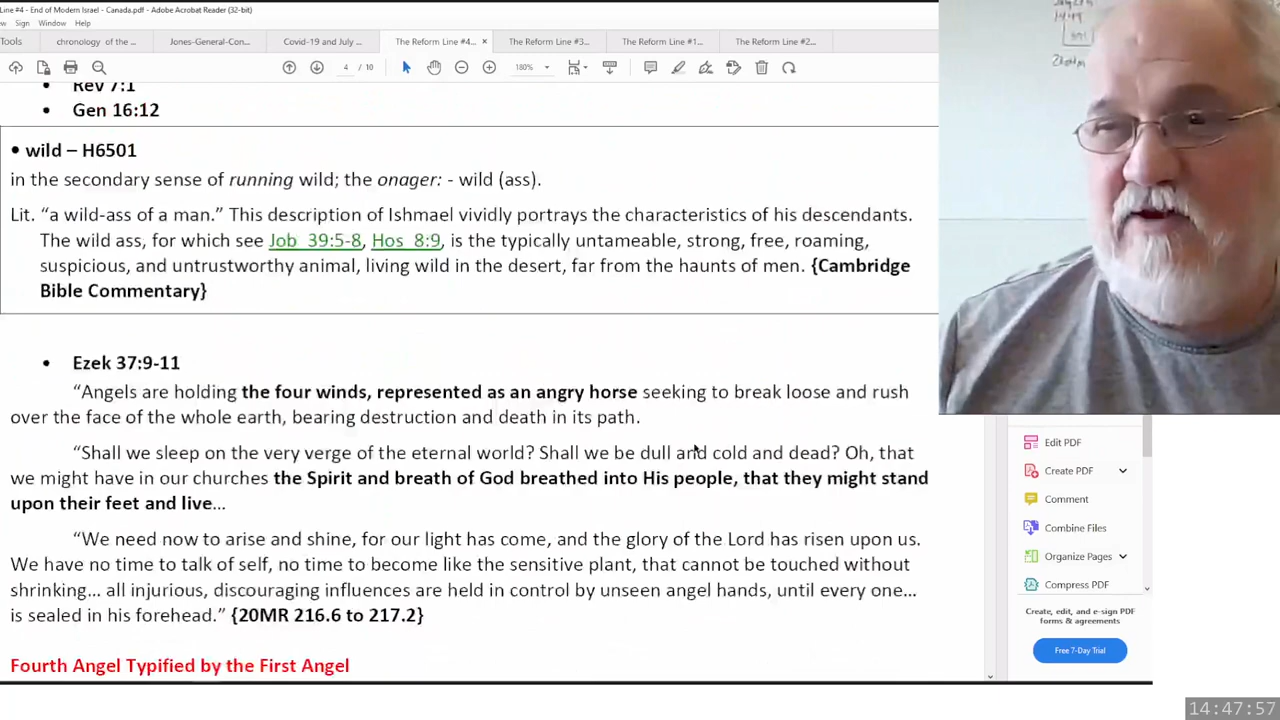 Line #4 - End of Modern Israel - Canada.pdf - Adobe Acrobat Reader (32-bit)
Sign Window Help
Tools chronology of the ... Jones-General-Con... Covid-19 and July ... The Reform Line #4... × The Reform Line #3... The Reform Line #1... The Reform Line #2...
4 / 10 180%
• Rev 7:1
• Gen 16:12
• wild – H6501
in the secondary sense of running wild; the onager: - wild (ass).
Lit. “a wild-ass of a man.” This description of Ishmael vividly portrays the characteristics of his descendants.
The wild ass, for which see Job 39:5-8, Hos 8:9, is the typically untameable, strong, free, roaming,
suspicious, and untrustworthy animal, living wild in the desert, far from the haunts of men. {Cambridge
Bible Commentary}
• Ezek 37:9-11
“Angels are holding the four winds, represented as an angry horse seeking to break loose and rush
over the face of the whole earth, bearing destruction and death in its path.
“Shall we sleep on the very verge of the eternal world? Shall we be dull and cold and dead? Oh, that
we might have in our churches the Spirit and breath of God breathed into His people, that they might stand
upon their feet and live…
“We need now to arise and shine, for our light has come, and the glory of the Lord has risen upon us.
We have no time to talk of self, no time to become like the sensitive plant, that cannot be touched without
shrinking… all injurious, discouraging influences are held in control by unseen angel hands, until every one…
is sealed in his forehead.” {20MR 216.6 to 217.2}
Fourth Angel Typified by the First Angel
Edit PDF
Create PDF
Comment
Combine Files
Organize Pages
Compress PDF
Create, edit, and e-sign PDF
forms & agreements
Free 7-Day Trial
14:47:57